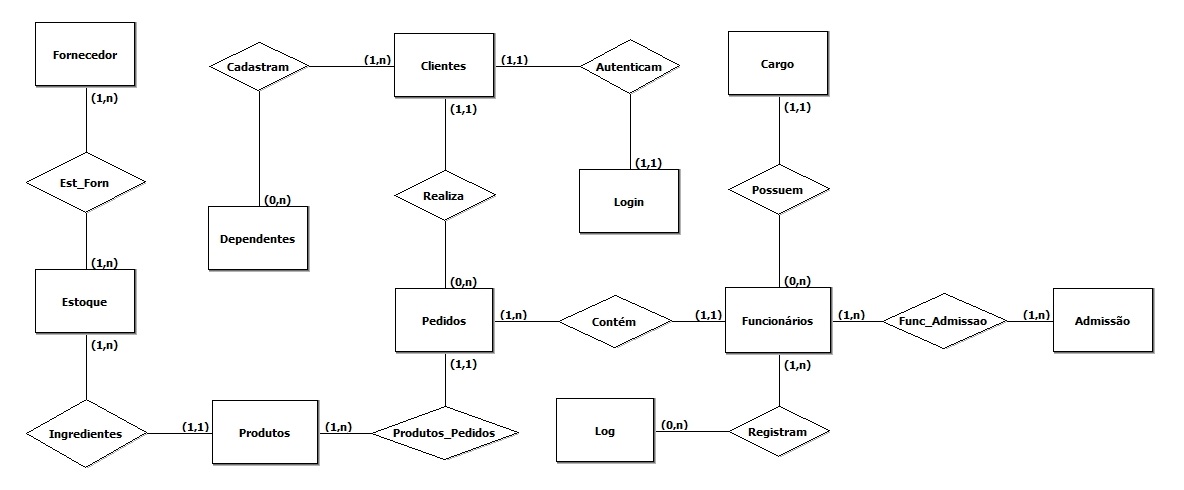 Fornecedor
(1,n)
Est_Forn
(1,n)
Estoque
(1,n)
Ingredientes
(1,1)
Produtos
(1,n)
Produtos_Pedidos
(1,1)
Pedidos
(0,n)
Realiza
(1,1)
Clientes
(1,n)
Cadastram
(0,n)
Dependentes
(1,1)
Autenticam
(1,1)
Login
(1,n)
Contém
(1,1)
Funcionários
(0,n)
Possuem
(1,1)
Cargo
(1,n)
Func_Admissao
(1,n)
Admissão
(1,n)
Registram
(0,n)
Log